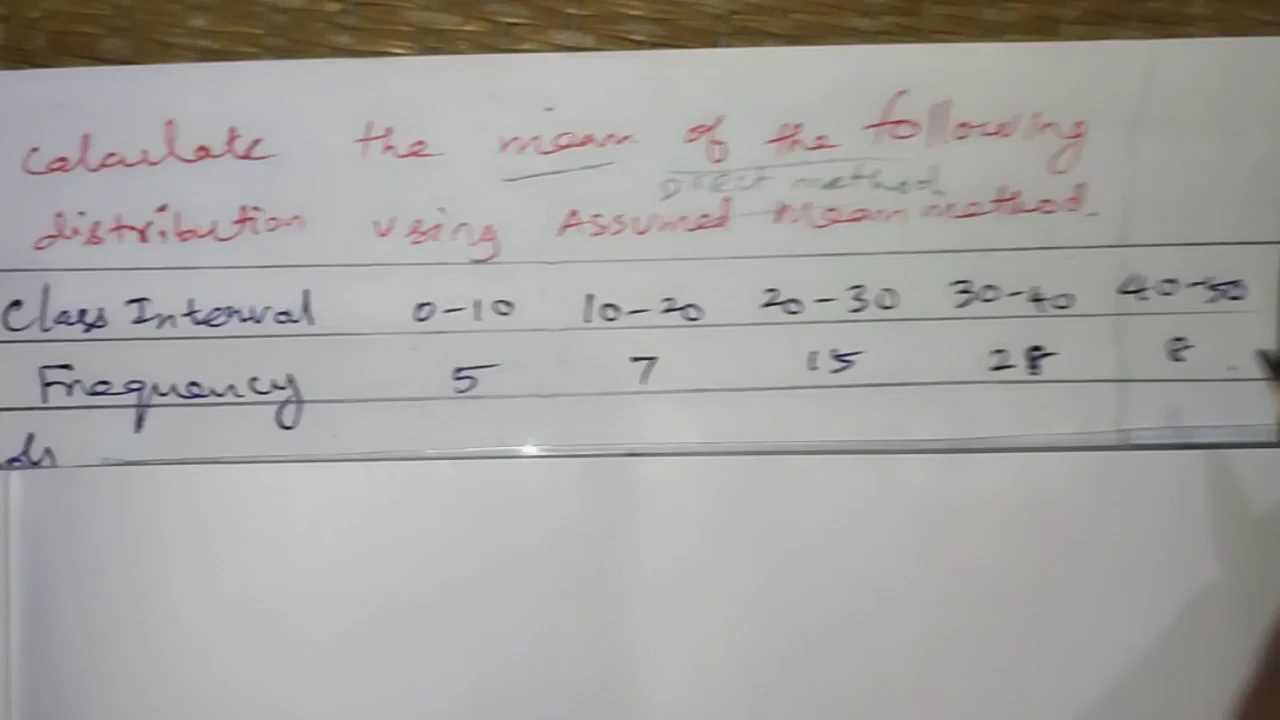 Calculate the mean of the following
Direct method
distribution using Assumed Mean method.
Class Interval 0-10 10-20 20-30 30-40 40-50
Frequency 5 7 15 28 8